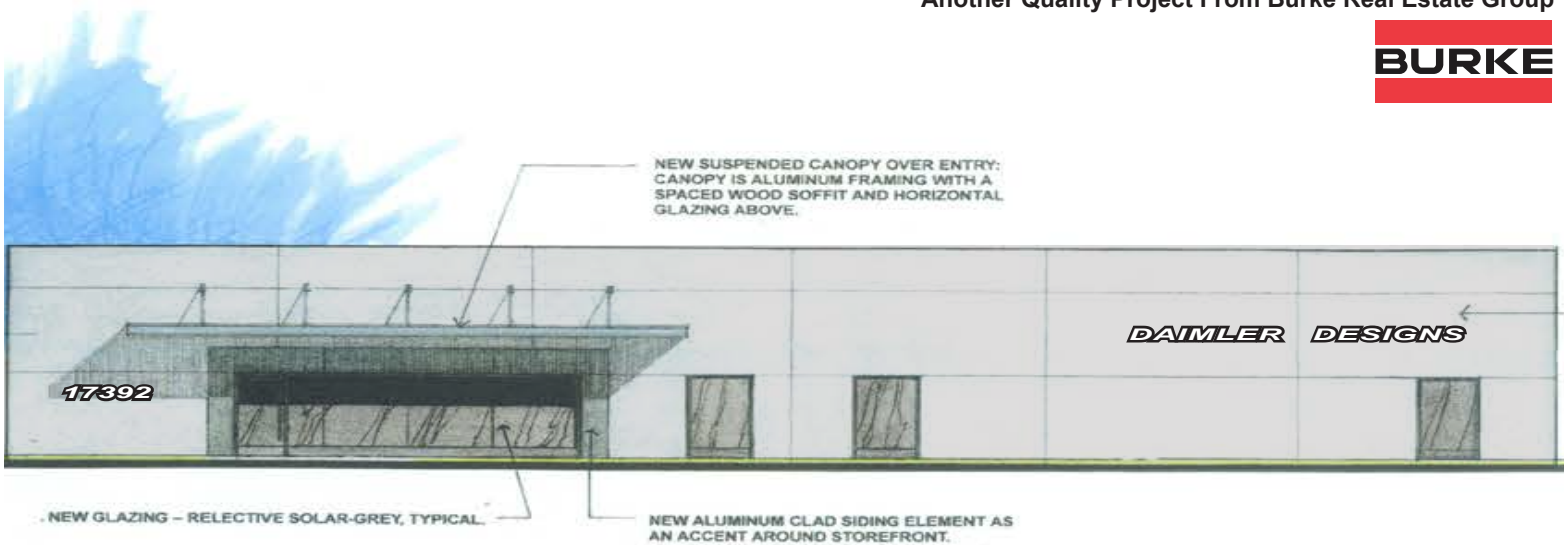 Another Quality Project From Burke Real Estate Group
BURKE
NEW SUSPENDED CANOPY OVER ENTRY:
CANOPY IS ALUMINUM FRAMING WITH A
SPACED WOOD SOFFIT AND HORIZONTAL
GLAZING ABOVE.
DAIMLER DESIGNS
17392
. NEW GLAZING – RELECTIVE SOLAR-GREY, TYPICAL.
NEW ALUMINUM CLAD SIDING ELEMENT AS
AN ACCENT AROUND STOREFRONT.